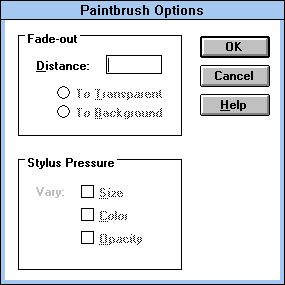 Paintbrush Options
Fade-out
Distance:
To Transparent
To Background
OK
Cancel
Help
Stylus Pressure
Vary:
Size
Color
Opacity